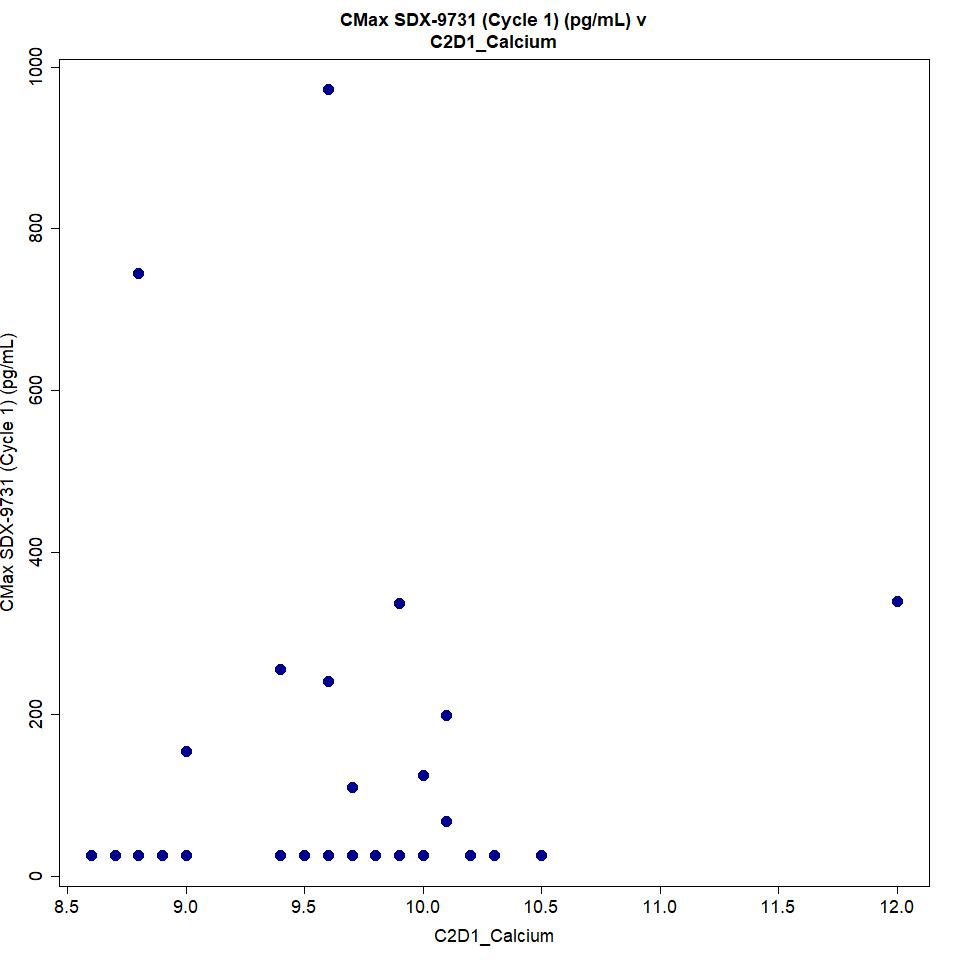 CMax SDX-9731 (Cycle 1) (pg/mL) v
C2D1_Calcium
1000
800
600
400
200
0
CMax SDX-9731 (Cycle 1) (pg/mL)
8.5 9.0 9.5 10.0 10.5 11.0 11.5 12.0
C2D1_Calcium